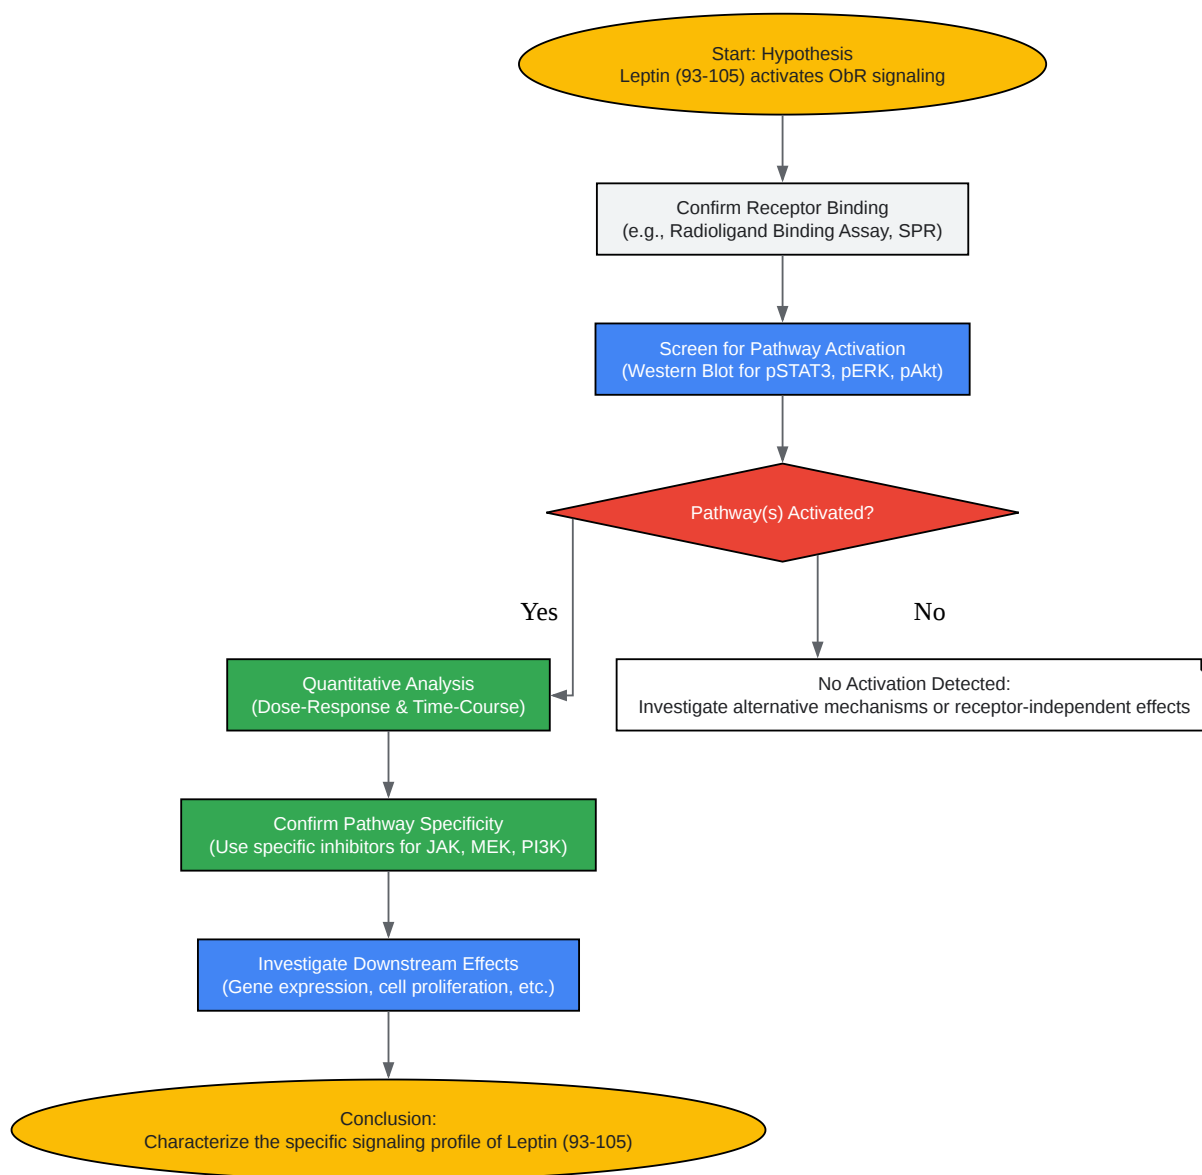 Start: Hypothesis
Leptin (93-105) activates ObR signaling
Confirm Receptor Binding
(e.g., Radioligand Binding Assay, SPR)
Screen for Pathway Activation
(Western Blot for pSTAT3, pERK, pAkt)
Pathway(s) Activated?
Yes
No
Quantitative Analysis
(Dose-Response & Time-Course)
No Activation Detected:
Investigate alternative mechanisms or receptor-independent effects
Confirm Pathway Specificity
(Use specific inhibitors for JAK, MEK, PI3K)
Investigate Downstream Effects
(Gene expression, cell proliferation, etc.)
Conclusion:
Characterize the specific signaling profile of Leptin (93-105)